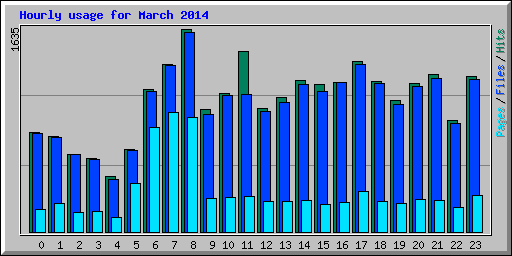 Hourly usage for March 2014
1635
Pages/Files/Hits
0 1 2 3 4 5 6 7 8 9 10 11 12 13 14 15 16 17 18 19 20 21 22 23